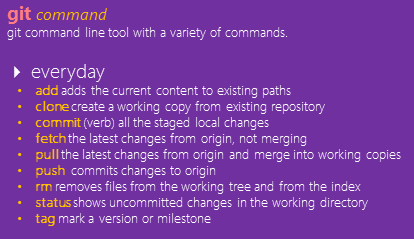 git command
git command line tool with a variety of commands.
everyday
• add adds the current content to existing paths
• clone create a working copy from existing repository
• commit (verb) all the staged local changes
• fetch the latest changes from origin, not merging
• pull the latest changes from origin and merge into working copies
• push commits changes to origin
• rm removes files from the working tree and from the index
• status shows uncommitted changes in the working directory
• tag mark a version or milestone